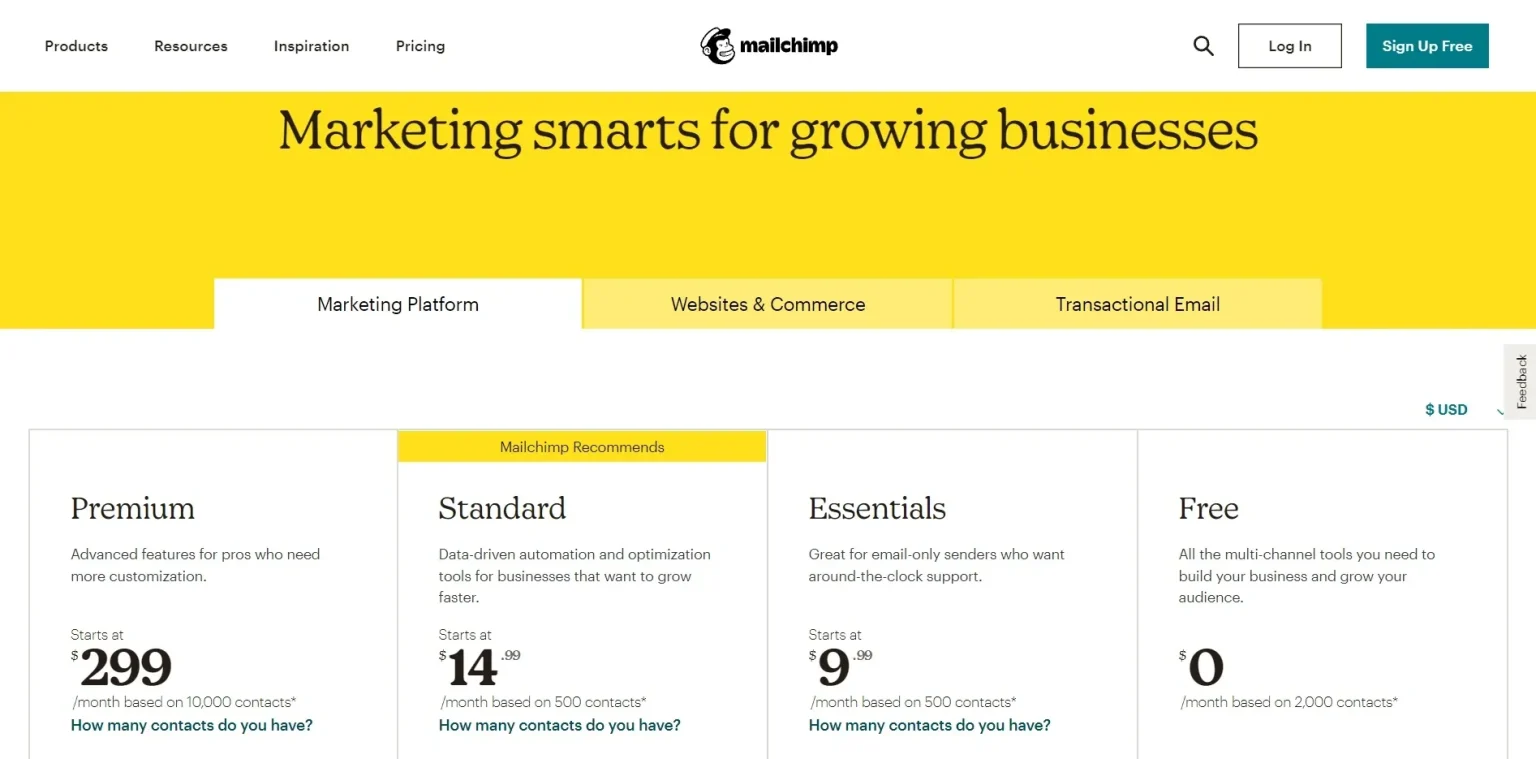 Products Resources Inspiration Pricing mailchimp Log In Sign Up Free
Marketing smarts for growing businesses
Marketing Platform Websites & Commerce Transactional Email
Feedback
$ USD
Mailchimp Recommends
Premium
Advanced features for pros who need
more customization.
Starts at
$299
/month based on 10,000 contacts*
How many contacts do you have?
Standard
Data-driven automation and optimization
tools for businesses that want to grow
faster.
Starts at
$14.99
/month based on 500 contacts*
How many contacts do you have?
Essentials
Great for email-only senders who want
around-the-clock support.
Starts at
$9.99
/month based on 500 contacts*
How many contacts do you have?
Free
All the multi-channel tools you need to
build your business and grow your
audience.
$0
/month based on 2,000 contacts*